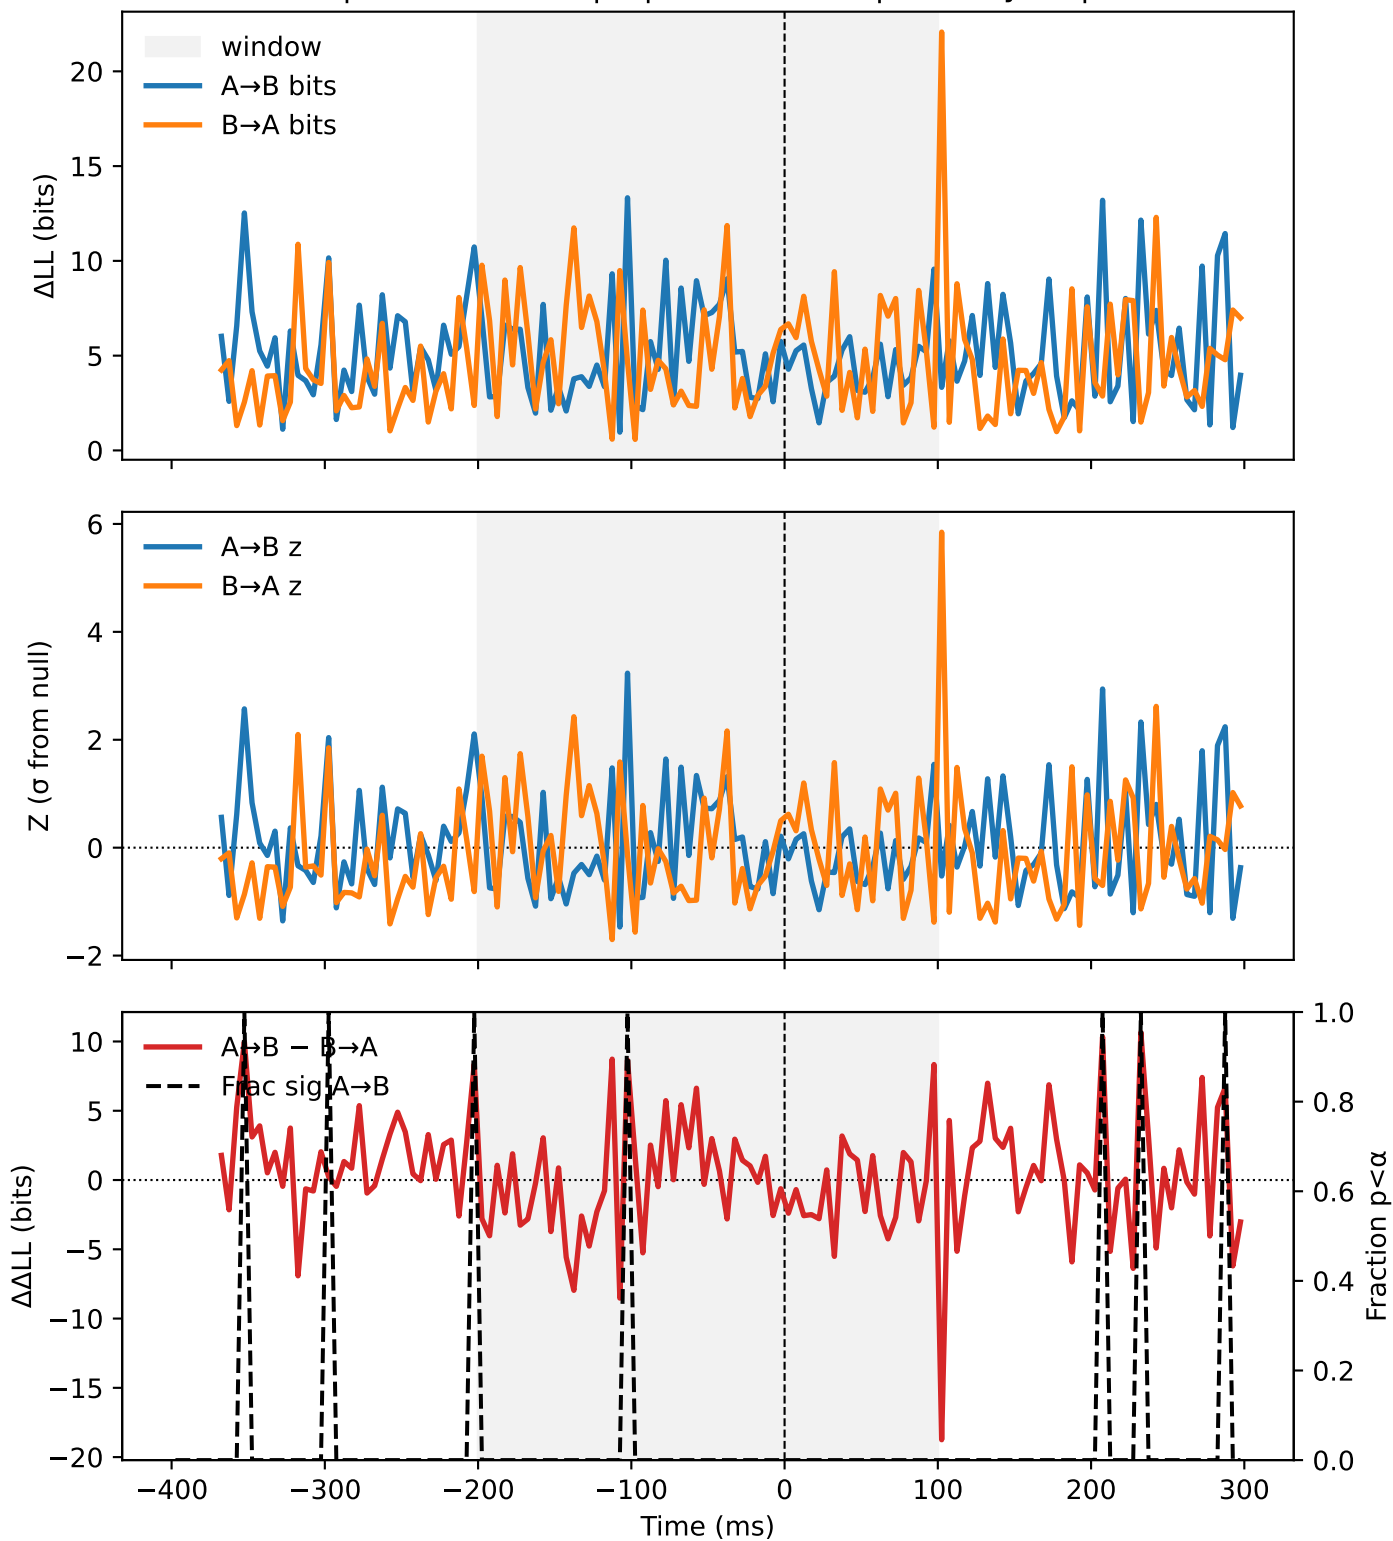 window
A→B bits
B→A bits
ΔLL (bits)
20
15
10
5
0
A→B z
B→A z
Z (σ from null)
6
4
2
0
−2
A→B − B→A
Frac sig A→B
ΔΔLL (bits)
10
5
0
−5
−10
−15
−20
1.0
0.8
0.6
0.4
0.2
0.0
Fraction p<α
−400 −300 −200 −100 0 100 200 300
Time (ms)